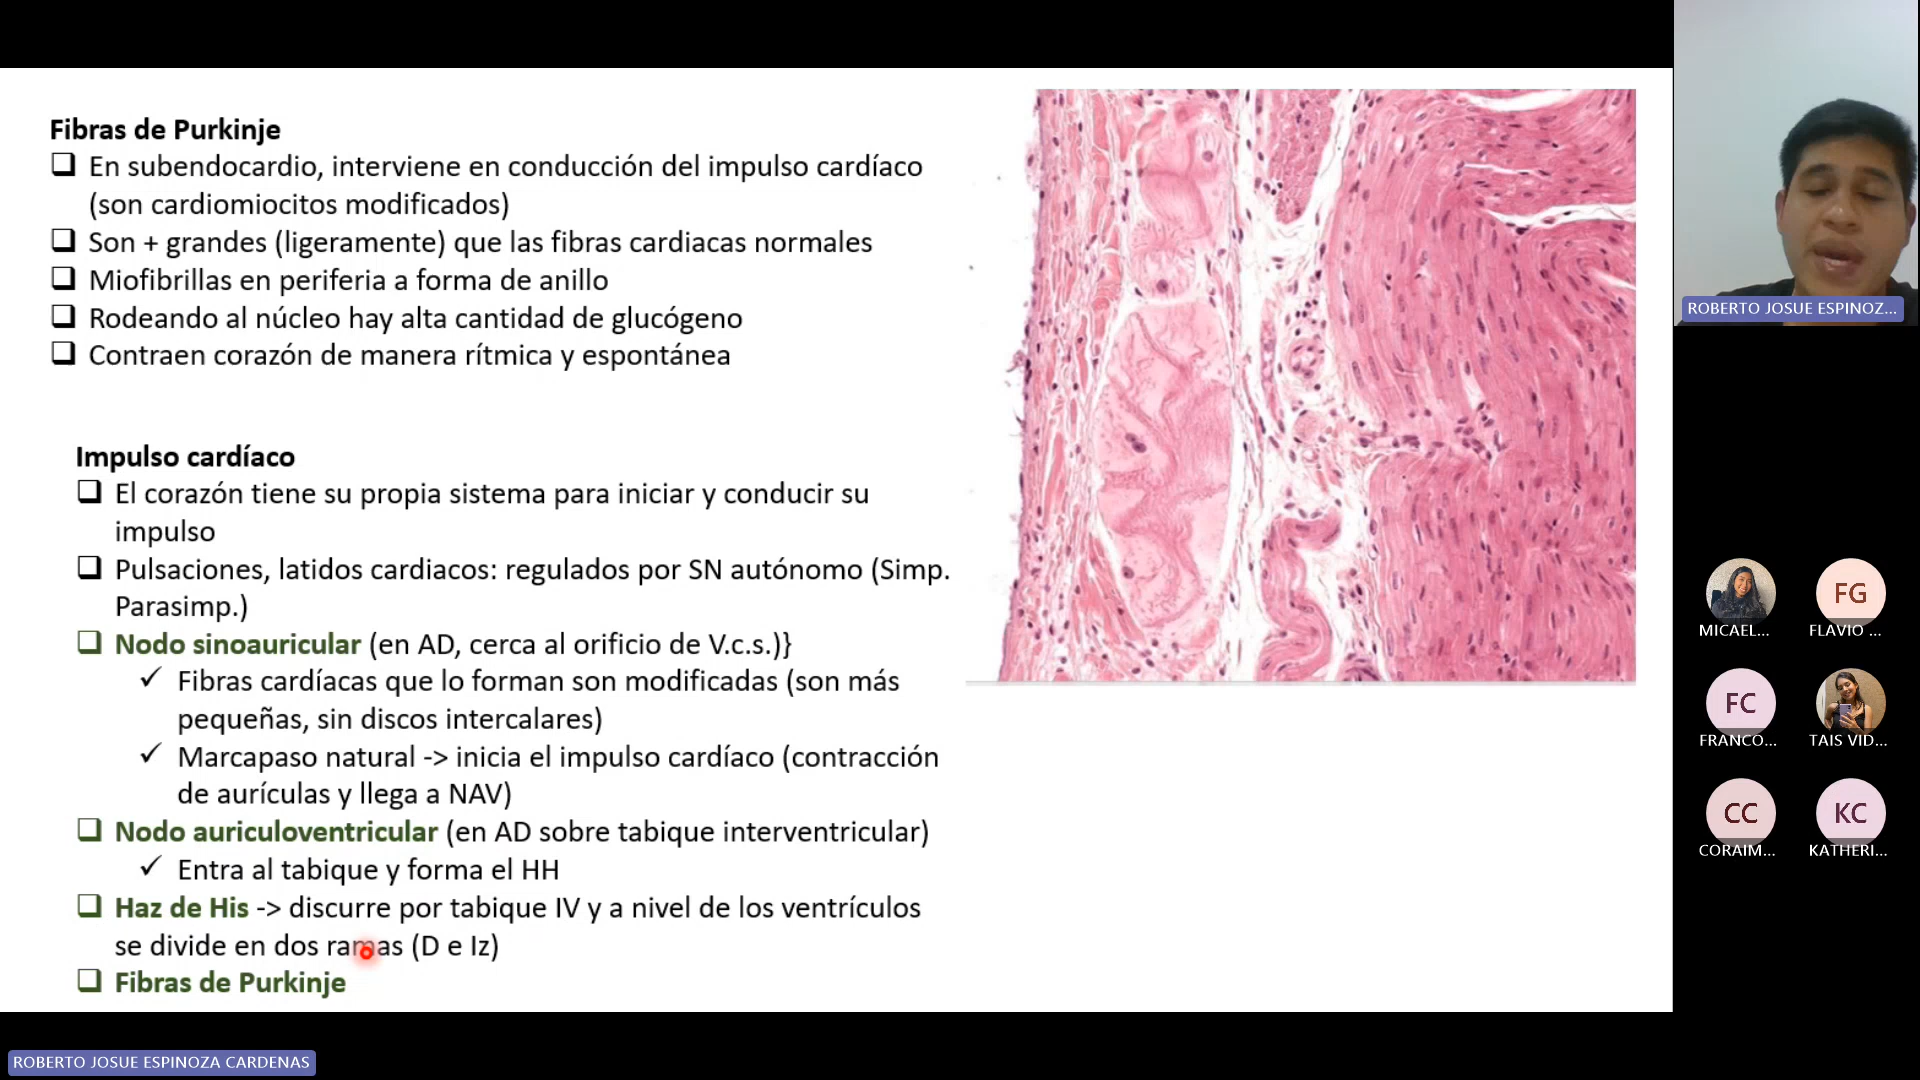 Fibras de Purkinje
En subendocardio, interviene en conducción del impulso cardíaco
(son cardiomiocitos modificados)
Son + grandes (ligeramente) que las fibras cardiacas normales
Miofibrillas en periferia a forma de anillo
Rodeando al núcleo hay alta cantidad de glucógeno
Contraen corazón de manera rítmica y espontánea
Impulso cardíaco
El corazón tiene su propia sistema para iniciar y conducir su
impulso
Pulsaciones, latidos cardiacos: regulados por SN autónomo (Simp.
Parasimp.)
Nodo sinoauricular (en AD, cerca al orificio de V.c.s.)}
Fibras cardíacas que lo forman son modificadas (son más
pequeñas, sin discos intercalares)
Marcapaso natural -> inicia el impulso cardíaco (contracción
de aurículas y llega a NAV)
Nodo auriculoventricular (en AD sobre tabique interventricular)
Entra al tabique y forma el HH
Haz de His -> discurre por tabique IV y a nivel de los ventrículos
se divide en dos ramas (D e Iz)
Fibras de Purkinje
ROBERTO JOSUE ESPINOZA CARDENAS
ROBERTO JOSUE ESPINOZ...
FG
MICAEL...
FLAVIO ...
FC
FRANCO...
TAIS VID...
CC
KC
CORAIM...
KATHERI...